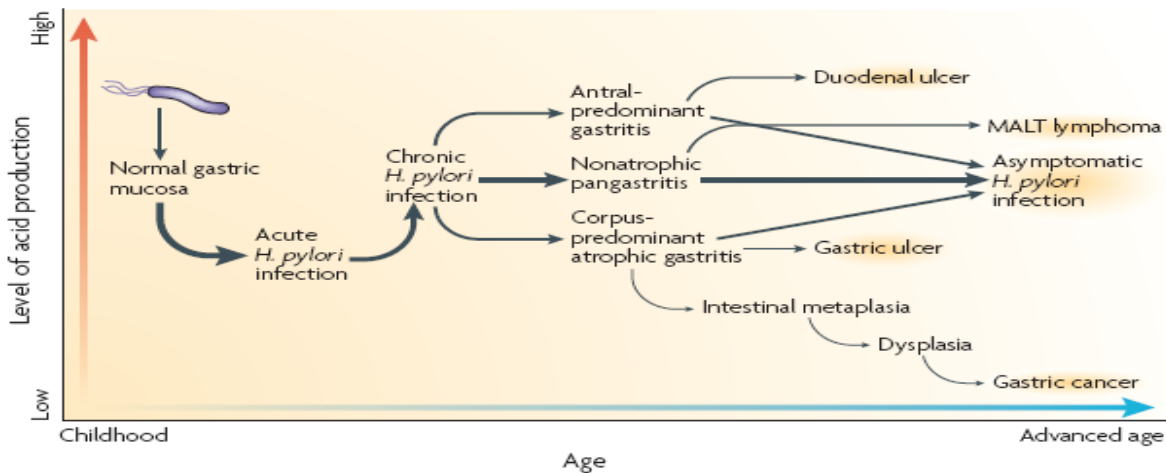 High
Level of acid production
Low
Normal gastric
mucosa
Acute
H. pylori
infection
Chronic
H. pylori
infection
Antral-
predominant
gastritis
Nonatrophic
pangastritis
Corpus-
predominant
atrophic gastritis
Duodenal ulcer
MALT lymphoma
Asymptomatic
H. pylori
infection
Gastric ulcer
Intestinal metaplasia
Dysplasia
Gastric cancer
Childhood
Age
Advanced age